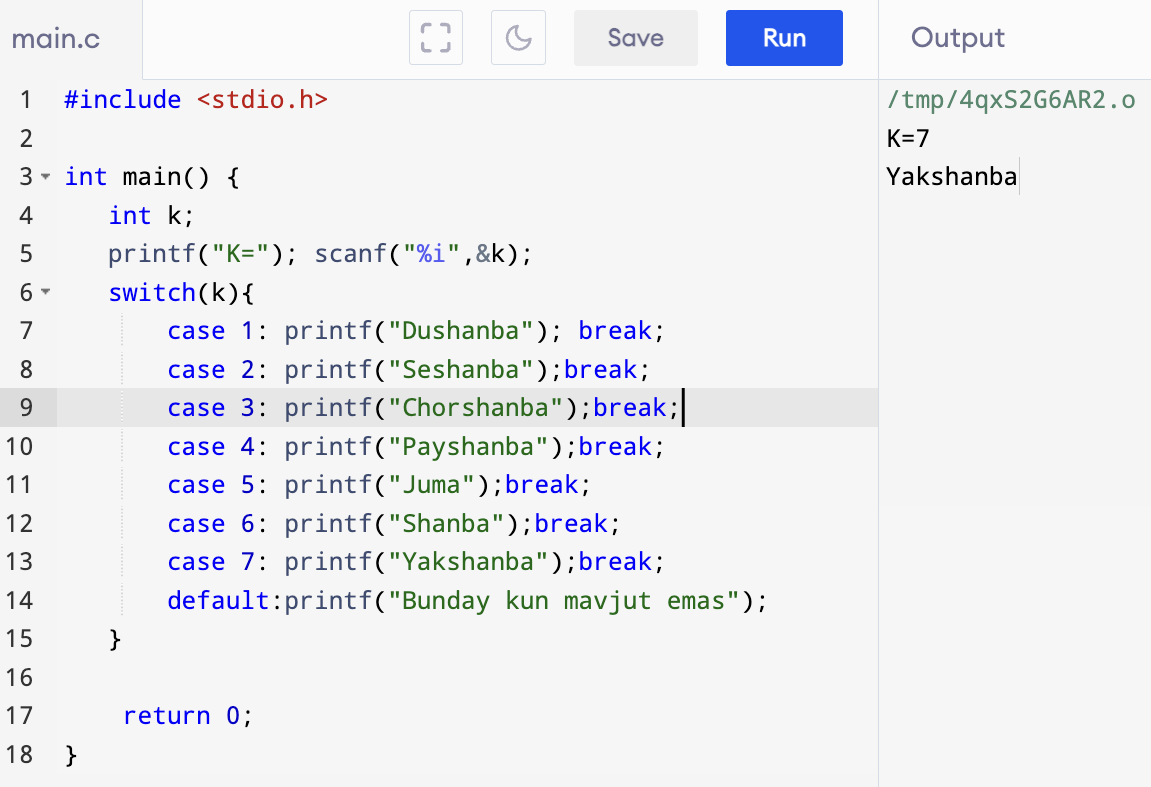 main.c
Save
Run
Output
1 #include <stdio.h>
2
3 int main() {
4    int k;
5    printf("K="); scanf("%i",&k);
6    switch(k){
7        case 1: printf("Dushanba"); break;
8        case 2: printf("Seshanba");break;
9        case 3: printf("Chorshanba");break;
10        case 4: printf("Payshanba");break;
11        case 5: printf("Juma");break;
12        case 6: printf("Shanba");break;
13        case 7: printf("Yakshanba");break;
14        default:printf("Bunday kun mavjut emas");
15    }
16
17     return 0;
18 }
/tmp/4qxS2G6AR2.o
K=7
Yakshanba